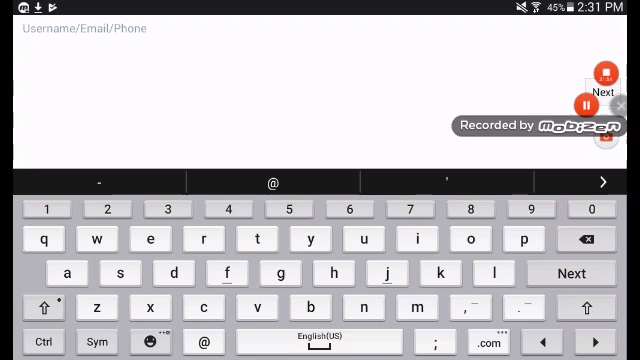 45% 2:31 PM
Username/Email/Phone
Next
Recorded by mobizen
- @ '
1 2 3 4 5 6 7 8 9 0
q w e r t y u i o p
a s d f g h j k l Next
z x c v b n m , .
Ctrl Sym @ English(US) ; .com